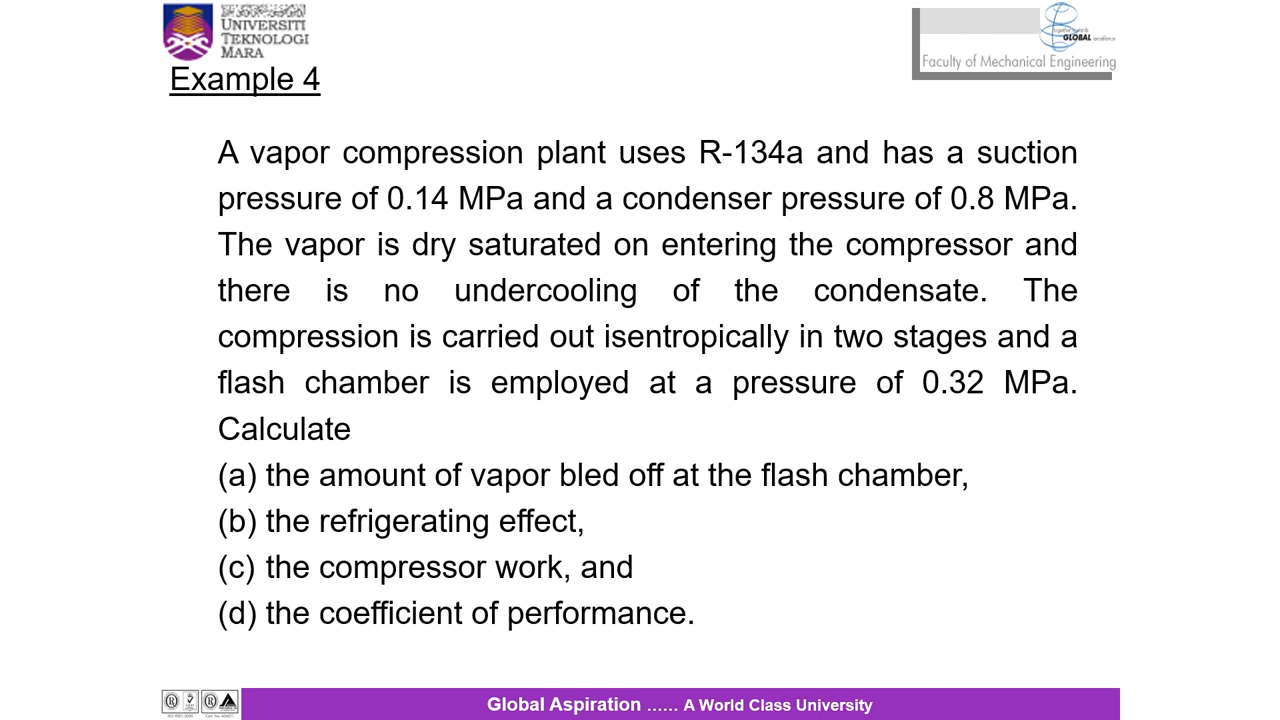 UNIVERSITI
TEKNOLOGI
MARA
GLOBAL
Faculty of Mechanical Engineering
Example 4
A vapor compression plant uses R-134a and has a suction
pressure of 0.14 MPa and a condenser pressure of 0.8 MPa.
The vapor is dry saturated on entering the compressor and
there is no undercooling of the condensate. The
compression is carried out isentropically in two stages and a
flash chamber is employed at a pressure of 0.32 MPa.
Calculate
(a) the amount of vapor bled off at the flash chamber,
(b) the refrigerating effect,
(c) the compressor work, and
(d) the coefficient of performance.
Global Aspiration ...... A World Class University